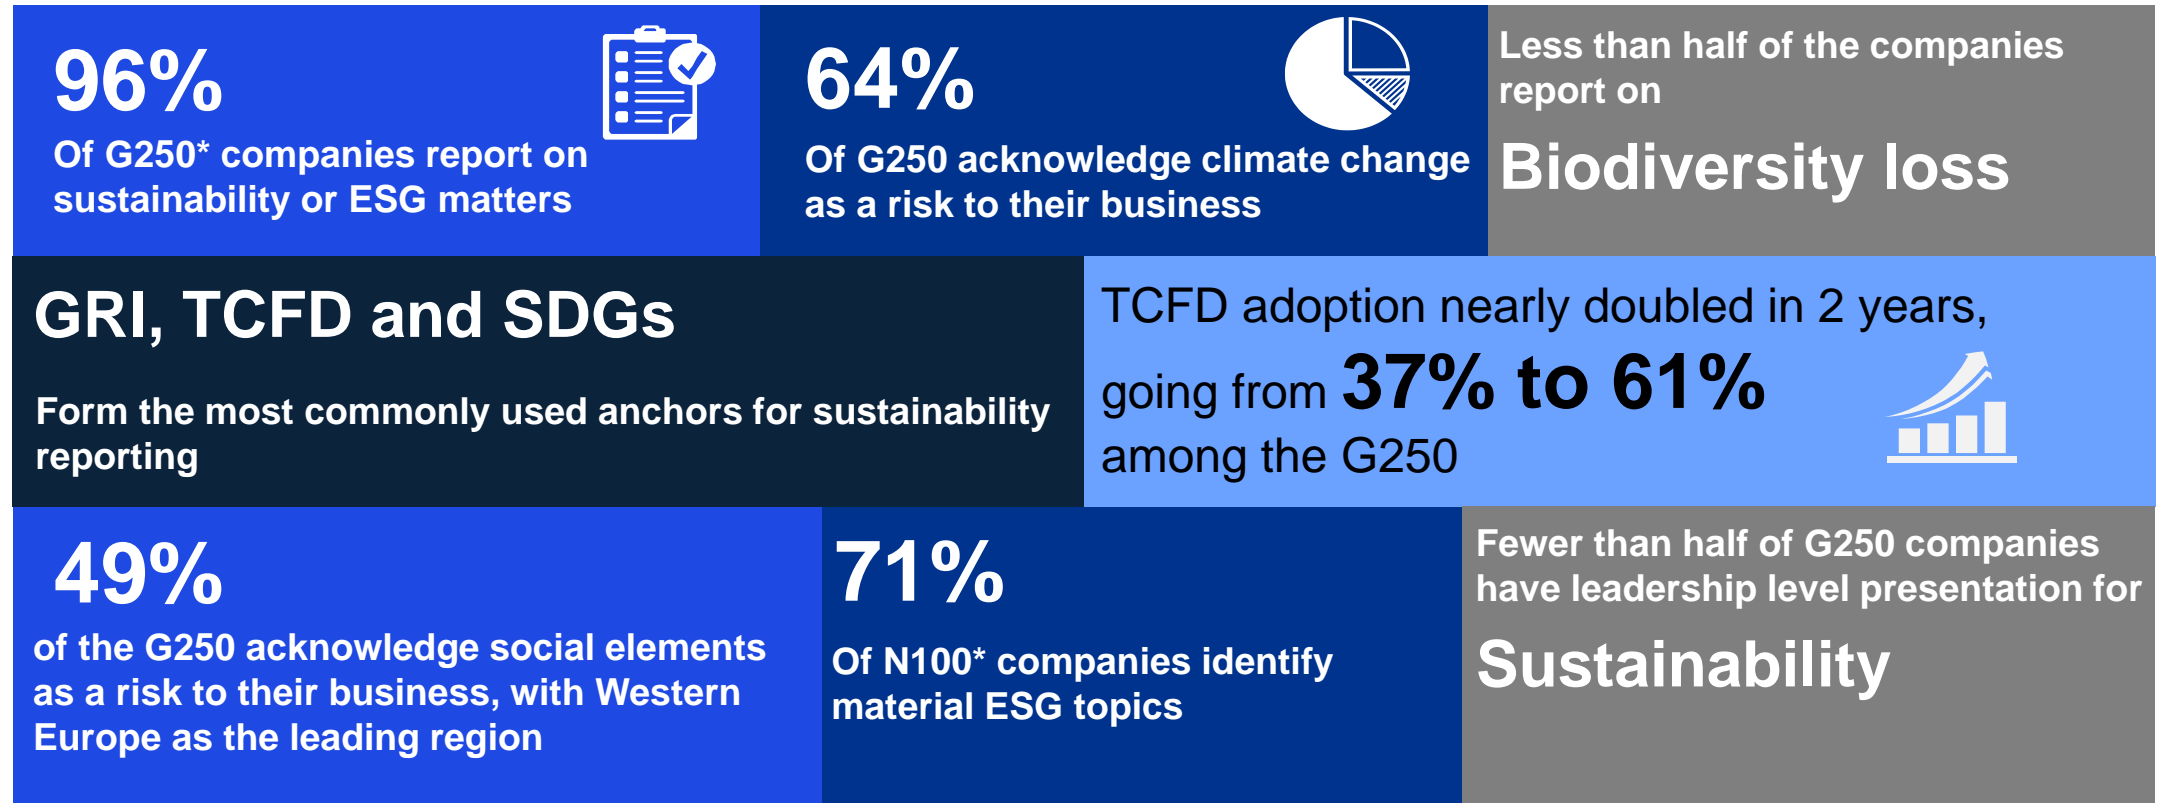 96%
Of G250* companies report on
sustainability or ESG matters
64%
Of G250 acknowledge climate change
as a risk to their business
Less than half of the companies
report on
Biodiversity loss
GRI, TCFD and SDGs
Form the most commonly used anchors for sustainability
reporting
TCFD adoption nearly doubled in 2 years,
going from 37% to 61%
among the G250
49%
of the G250 acknowledge social elements
as a risk to their business, with Western
Europe as the leading region
71%
Of N100* companies identify
material ESG topics
Fewer than half of G250 companies
have leadership level presentation for
Sustainability